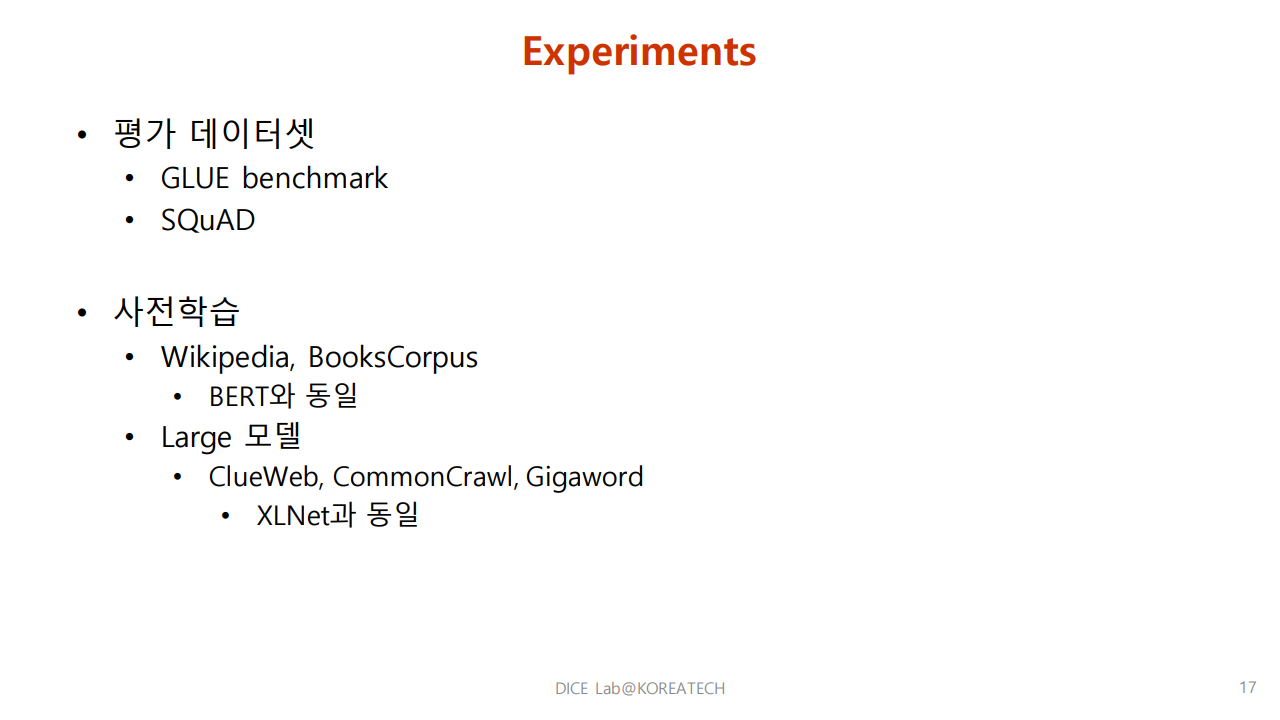 Experiments
• 평가 데이터셋
• GLUE benchmark
• SQuAD
• 사전학습
• Wikipedia, BooksCorpus
• BERT와 동일
• Large 모델
• ClueWeb, CommonCrawl, Gigaword
• XLNet과 동일
DICE Lab@KOREATECH
17